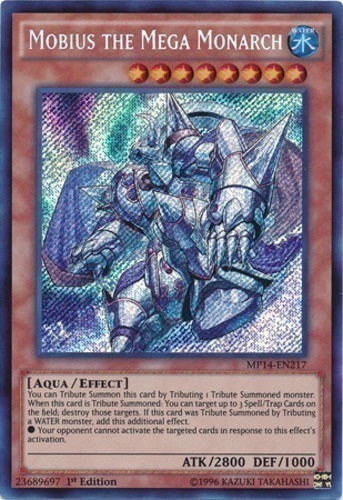 MOBIUS THE MEGA MONARCH
WATER
水
MP14-EN217
[AQUA / EFFECT]
You can Tribute Summon this card by Tributing 1 Tribute Summoned monster.
When this card is Tribute Summoned: You can target up to 3 Spell/Trap Cards on
the field; destroy those targets. If this card was Tribute Summoned by Tributing
a WATER monster, add this additional effect.
● Your opponent cannot activate the targeted cards in response to this effect's
activation.
ATK/2800 DEF/1000
23689697 1st Edition ©1996 KAZUKI TAKAHASHI